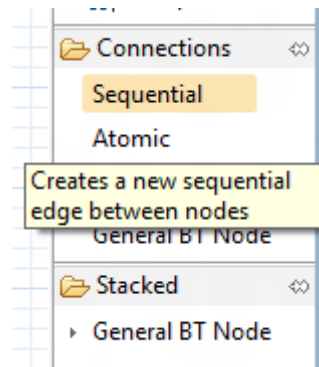 Connections
Sequential
Atomic
Creates a new sequential
edge between nodes
General BT Node
Stacked
General BT Node